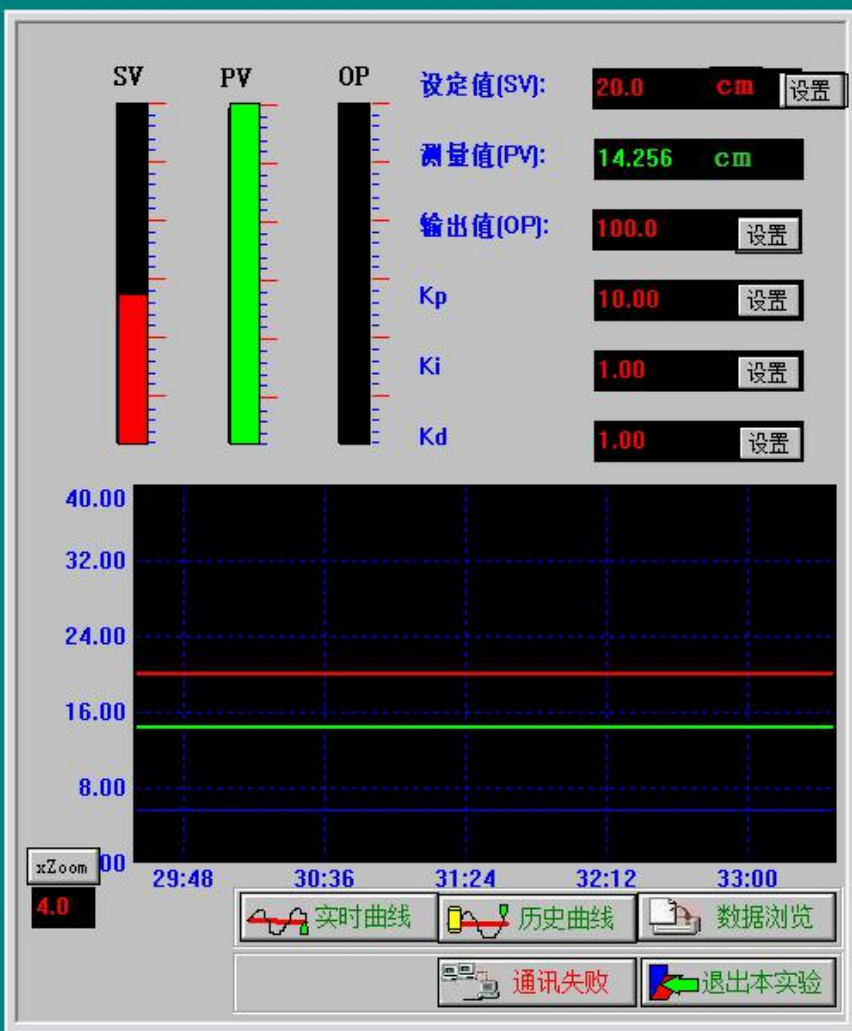 SV PV OP
设定值(SV): 20.0 cm 设置
测量值(PV): 14.256 cm
输出值(OP): 100.0 设置
Kp 10.00 设置
Ki 1.00 设置
Kd 1.00 设置
40.00
32.00
24.00
16.00
8.00
xZoom 00
29:48 30:36 31:24 32:12 33:00
4.0
实时曲线 历史曲线 数据浏览
通讯失败 退出本实验